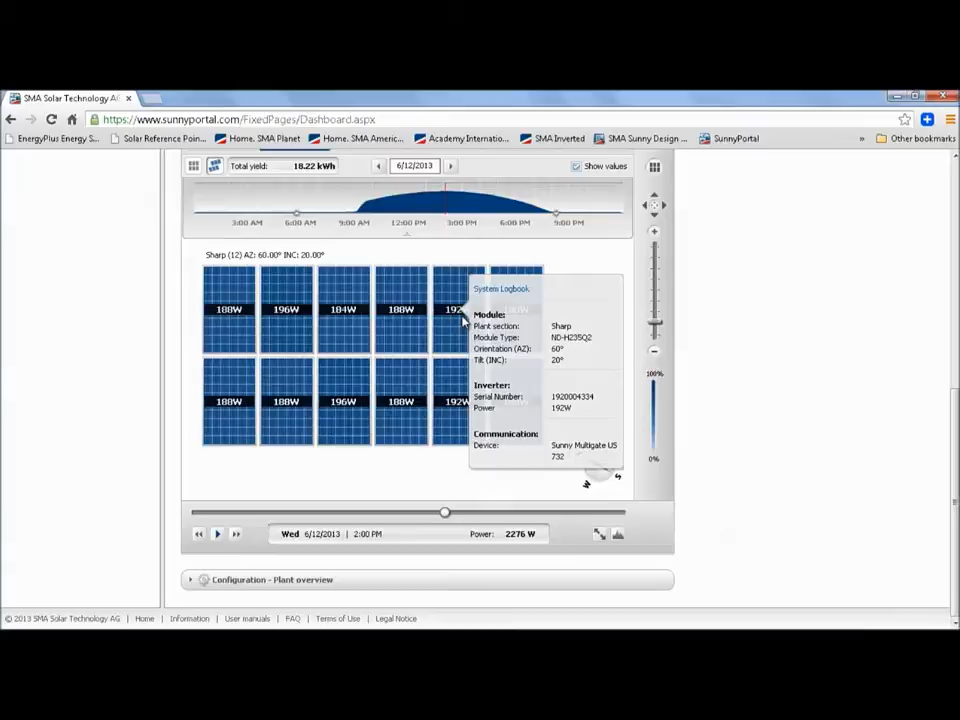 SMA Solar Technology AG
https://www.sunnyportal.com/FixedPages/Dashboard.aspx
EnergyPlus Energy S... Solar Reference Poin... Home. SMA Planet Home. SMA Americ... Academy Internatio... SMA Inverted SMA Sunny Design ... SunnyPortal » Other bookmarks
Total yield: 18.22 kWh 6/12/2013 Show values
3:00 AM 6:00 AM 9:00 AM 12:00 PM 3:00 PM 6:00 PM 9:00 PM
Sharp (12) AZ: 60.00° INC: 20.00°
188W 196W 184W 188W 192W
188W 188W 196W 188W 192W
System Logbook
Module:
Plant section: Sharp
Module Type: ND-H235Q2
Orientation (AZ): 60°
Tilt (INC): 20°
Inverter:
Serial Number: 1920004334
Power 192W
Communication:
Device: Sunny Multigate US
732
100%
0%
W S
Wed 6/12/2013 | 2:00 PM Power: 2276 W
Configuration - Plant overview
© 2013 SMA Solar Technology AG | Home | Information | User manuals | FAQ | Terms of Use | Legal Notice